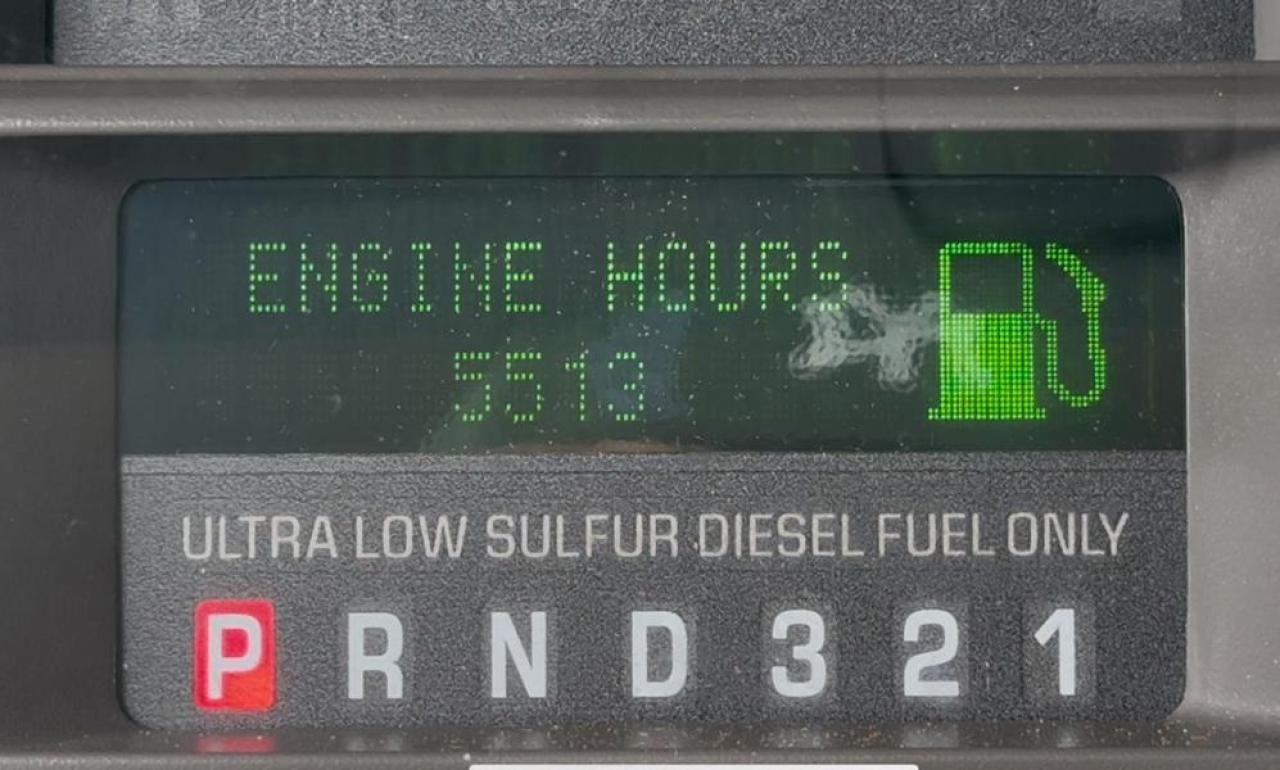 ENGINE HOURS
5513
ULTRA LOW SULFUR DIESEL FUEL ONLY
P R N D 3 2 1